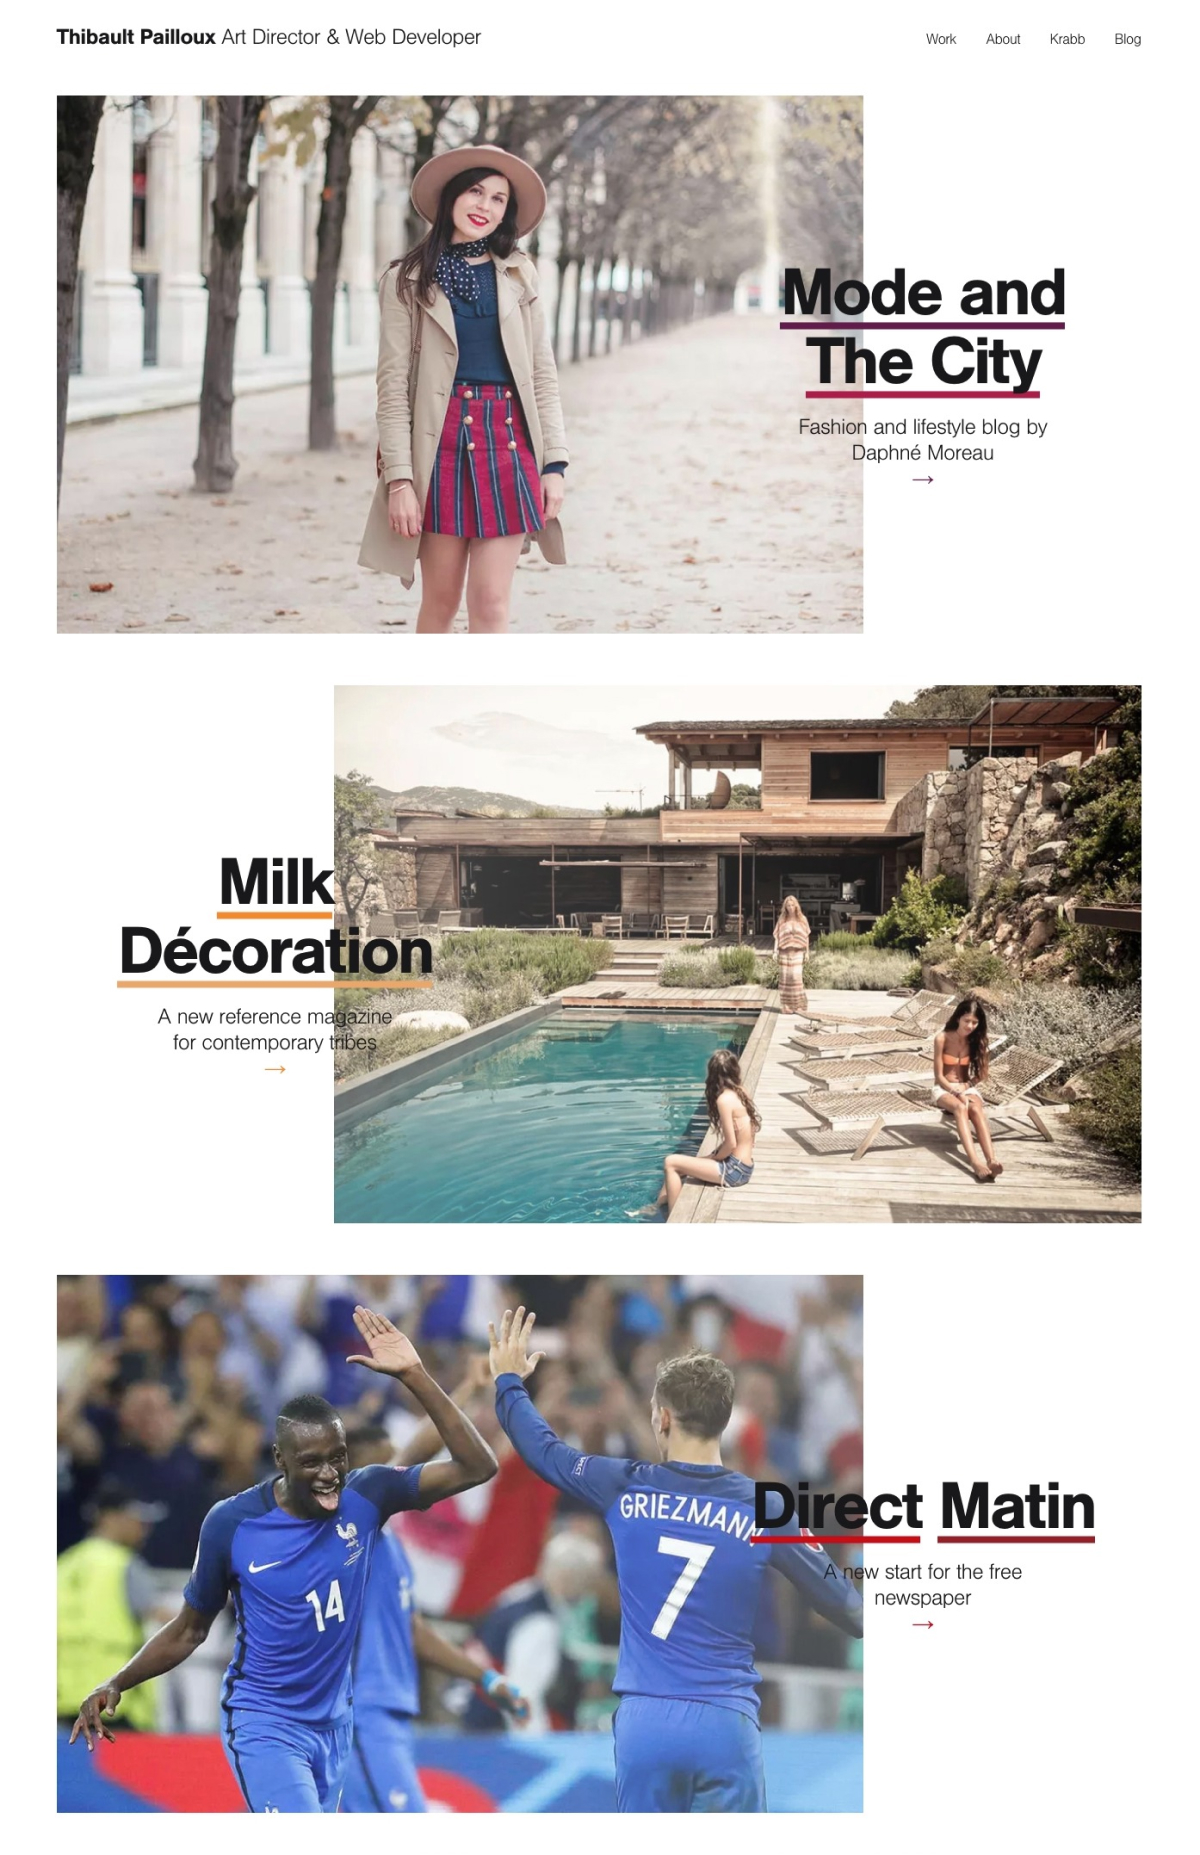 Thibault Pailloux Art Director & Web Developer
Work About Krabb Blog
Mode and
The City
Fashion and lifestyle blog by
Daphné Moreau
→
Milk
Décoration
A new reference magazine
for contemporary tribes
→
GRIEZMANN
7
14
Direct Matin
A new start for the free
newspaper
→